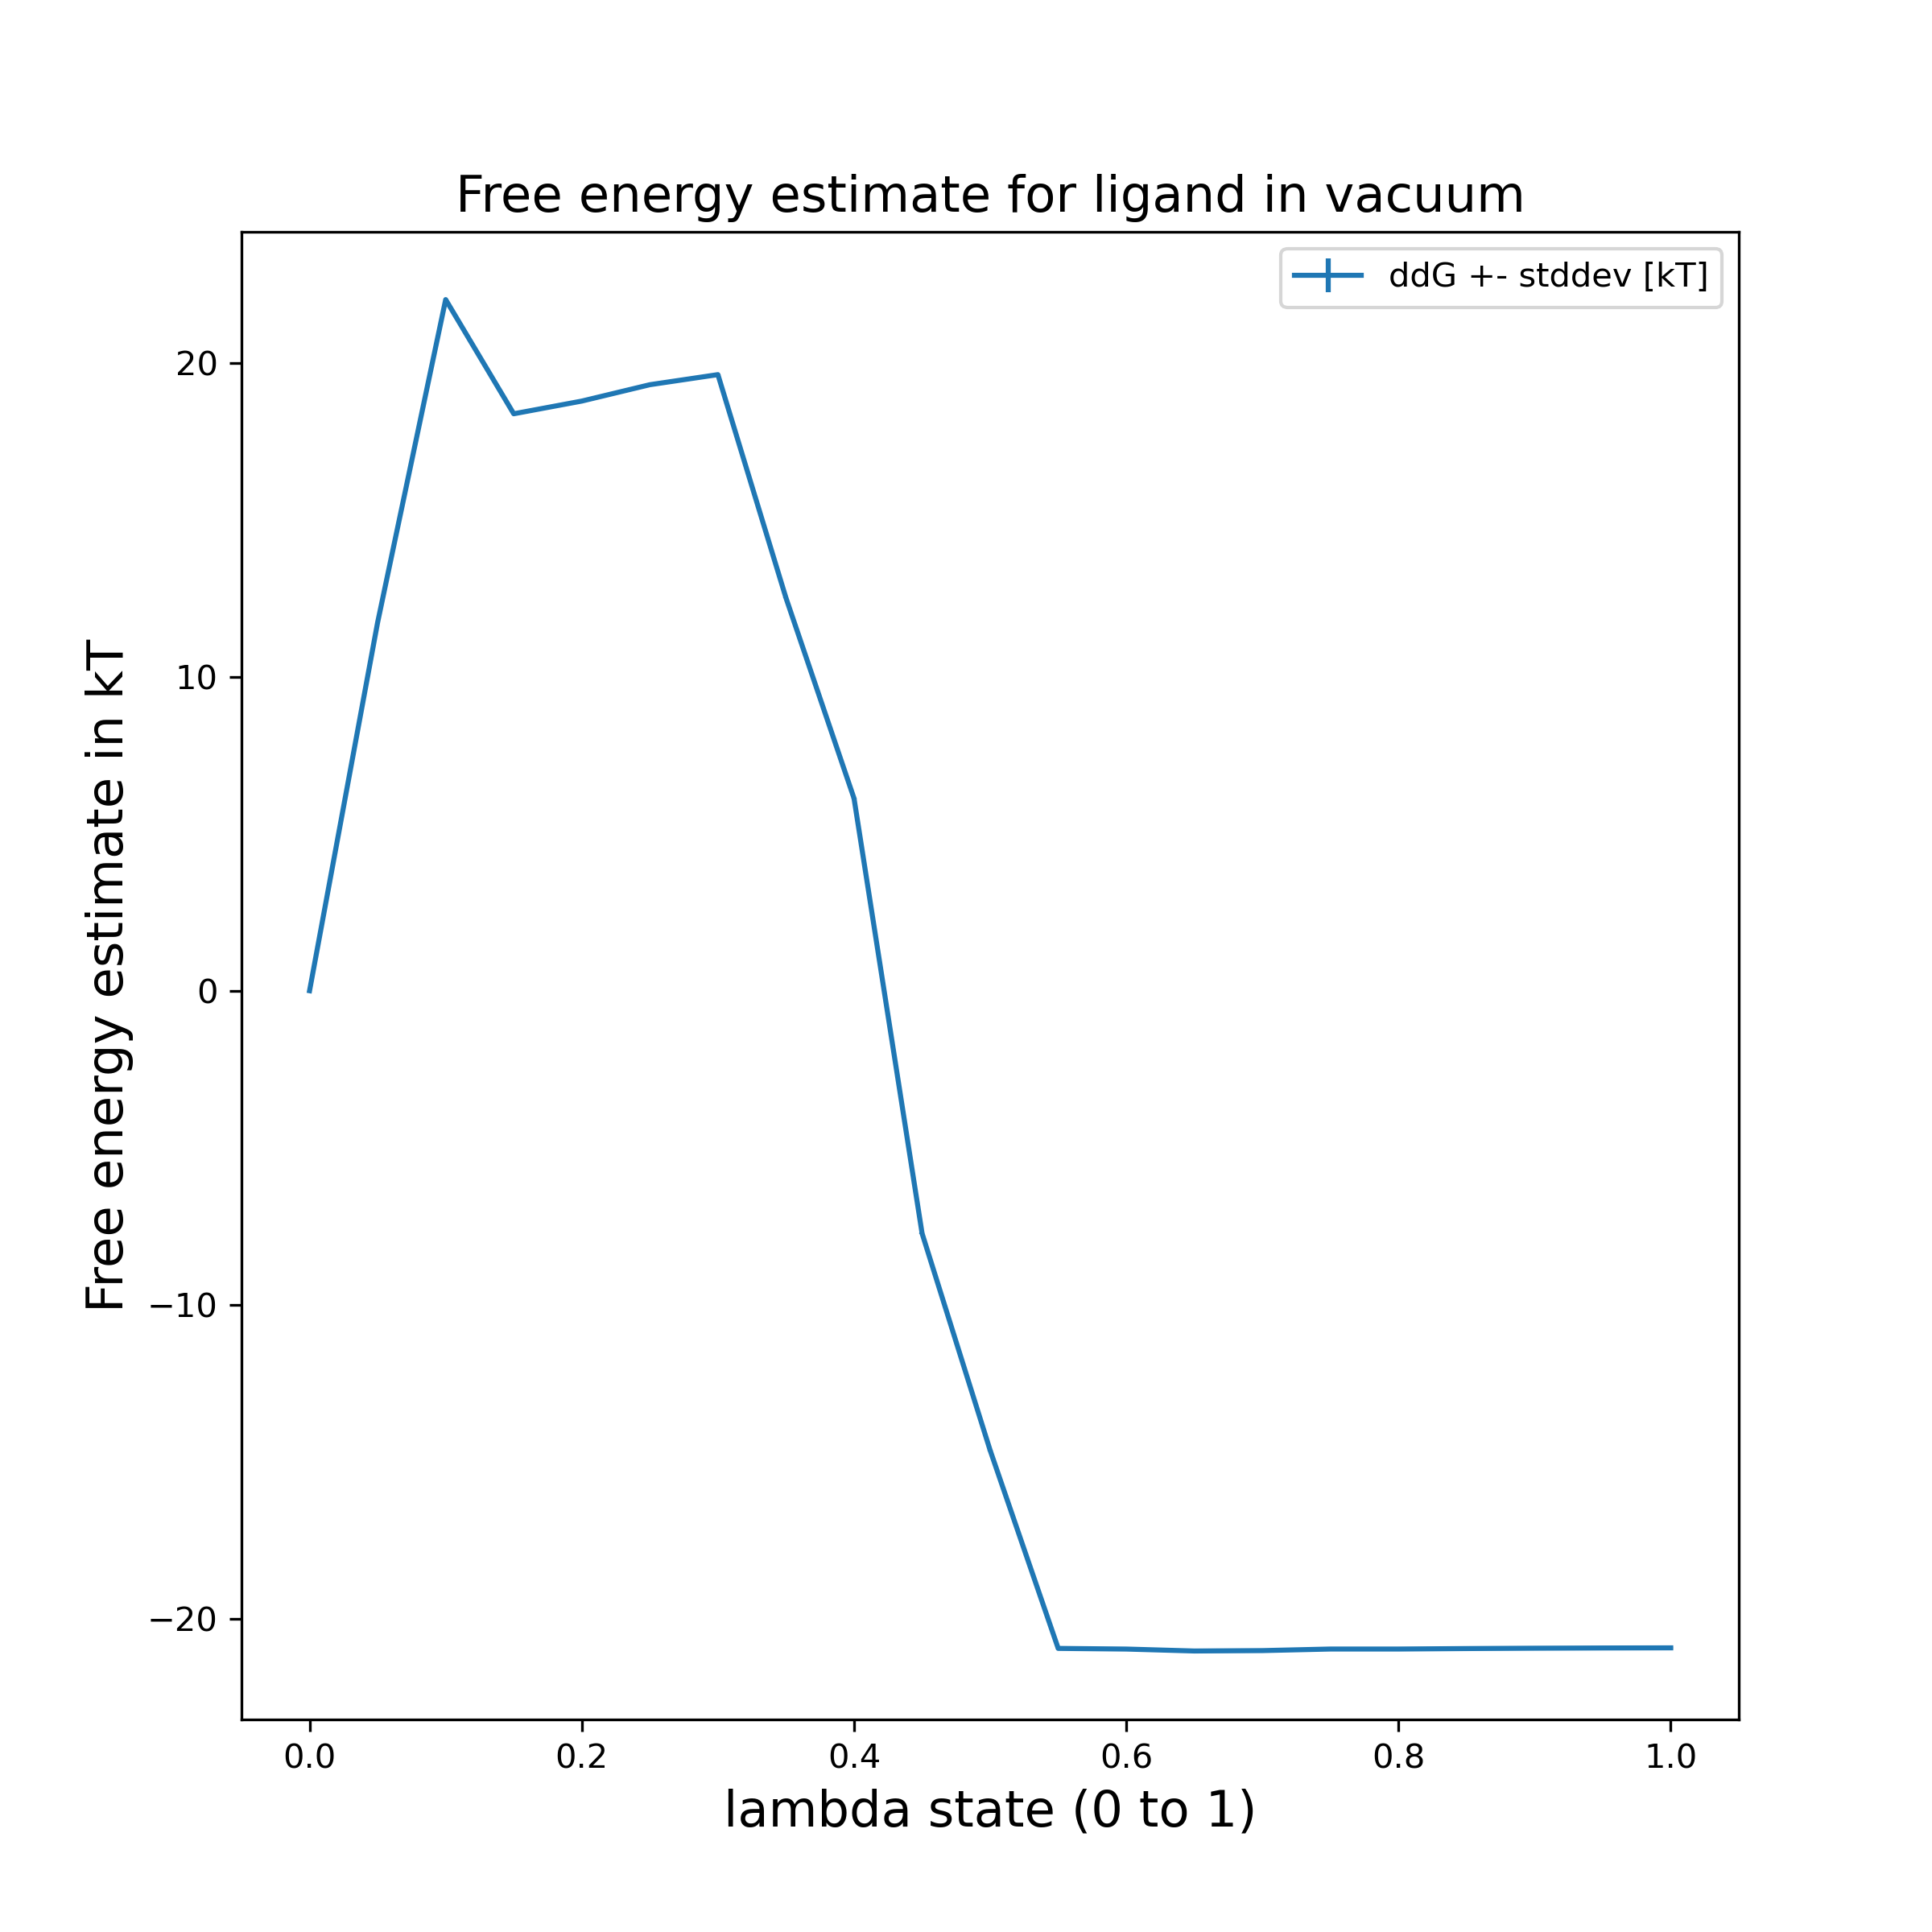 Free energy estimate for ligand in vacuum
ddG +- stddev [kT]
Free energy estimate in kT
20
10
0
−10
−20
0.0 0.2 0.4 0.6 0.8 1.0
lambda state (0 to 1)